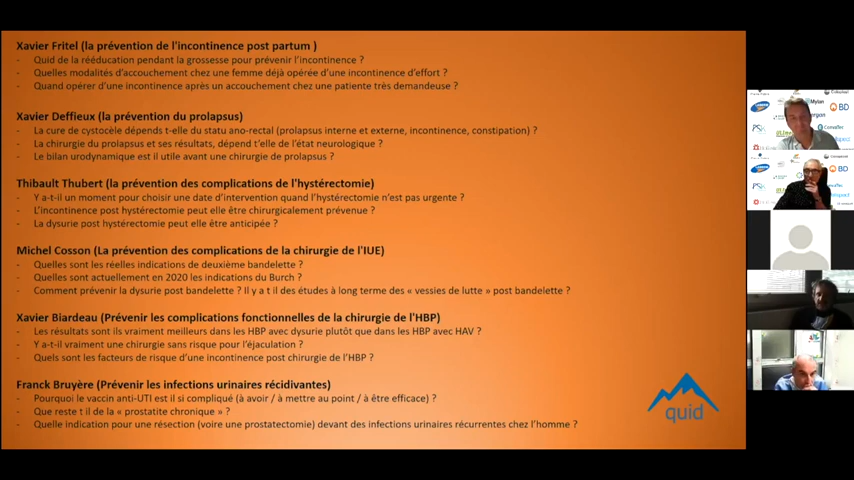 Xavier Fritel (la prévention de l'incontinence post partum )
- Quid de la rééducation pendant la grossesse pour prévenir l'incontinence ?
- Quelles modalités d'accouchement chez une femme déjà opérée d'une incontinence d'effort ?
- Quand opérer d'une incontinence après un accouchement chez une patiente très demandeuse ?
Xavier Deffieux (la prévention du prolapsus)
- La cure de cystocèle dépends t-elle du statu ano-rectal (prolapsus interne et externe, incontinence, constipation) ?
- La chirurgie du prolapsus et ses résultats, dépend t'elle de l'état neurologique ?
- Le bilan urodynamique est il utile avant une chirurgie de prolapsus ?
Thibault Thubert (la prévention des complications de l'hystérectomie)
- Y a-t-il un moment pour choisir une date d'intervention quand l'hystérectomie n'est pas urgente ?
- L'incontinence post hystérectomie peut elle être chirurgicalement prévenue ?
- La dysurie post hystérectomie peut elle être anticipée ?
Michel Cosson (La prévention des complications de la chirurgie de l'IUE)
- Quelles sont les réelles indications de deuxième bandelette ?
- Quelles sont actuellement en 2020 les indications du Burch ?
- Comment prévenir la dysurie post bandelette ? Il y a t il des études à long terme des « vessies de lutte » post bandelette ?
Xavier Biardeau (Prévenir les complications fonctionnelles de la chirurgie de l'HBP)
- Les résultats sont ils vraiment meilleurs dans les HBP avec dysurie plutôt que dans les HBP avec HAV ?
- Y a-t-il vraiment une chirurgie sans risque pour l'éjaculation ?
- Quels sont les facteurs de risque d'une incontinence post chirurgie de l'HBP ?
Franck Bruyère (Prévenir les infections urinaires récidivantes)
- Pourquoi le vaccin anti-UTI est il si compliqué (à avoir / à mettre au point / à être efficace) ?
- Que reste t il de la « prostatite chronique » ?
- Quelle indication pour une résection (voire une prostatectomie) devant des infections urinaires récurrentes chez l'homme ?
quid
Mylan
BD
BD